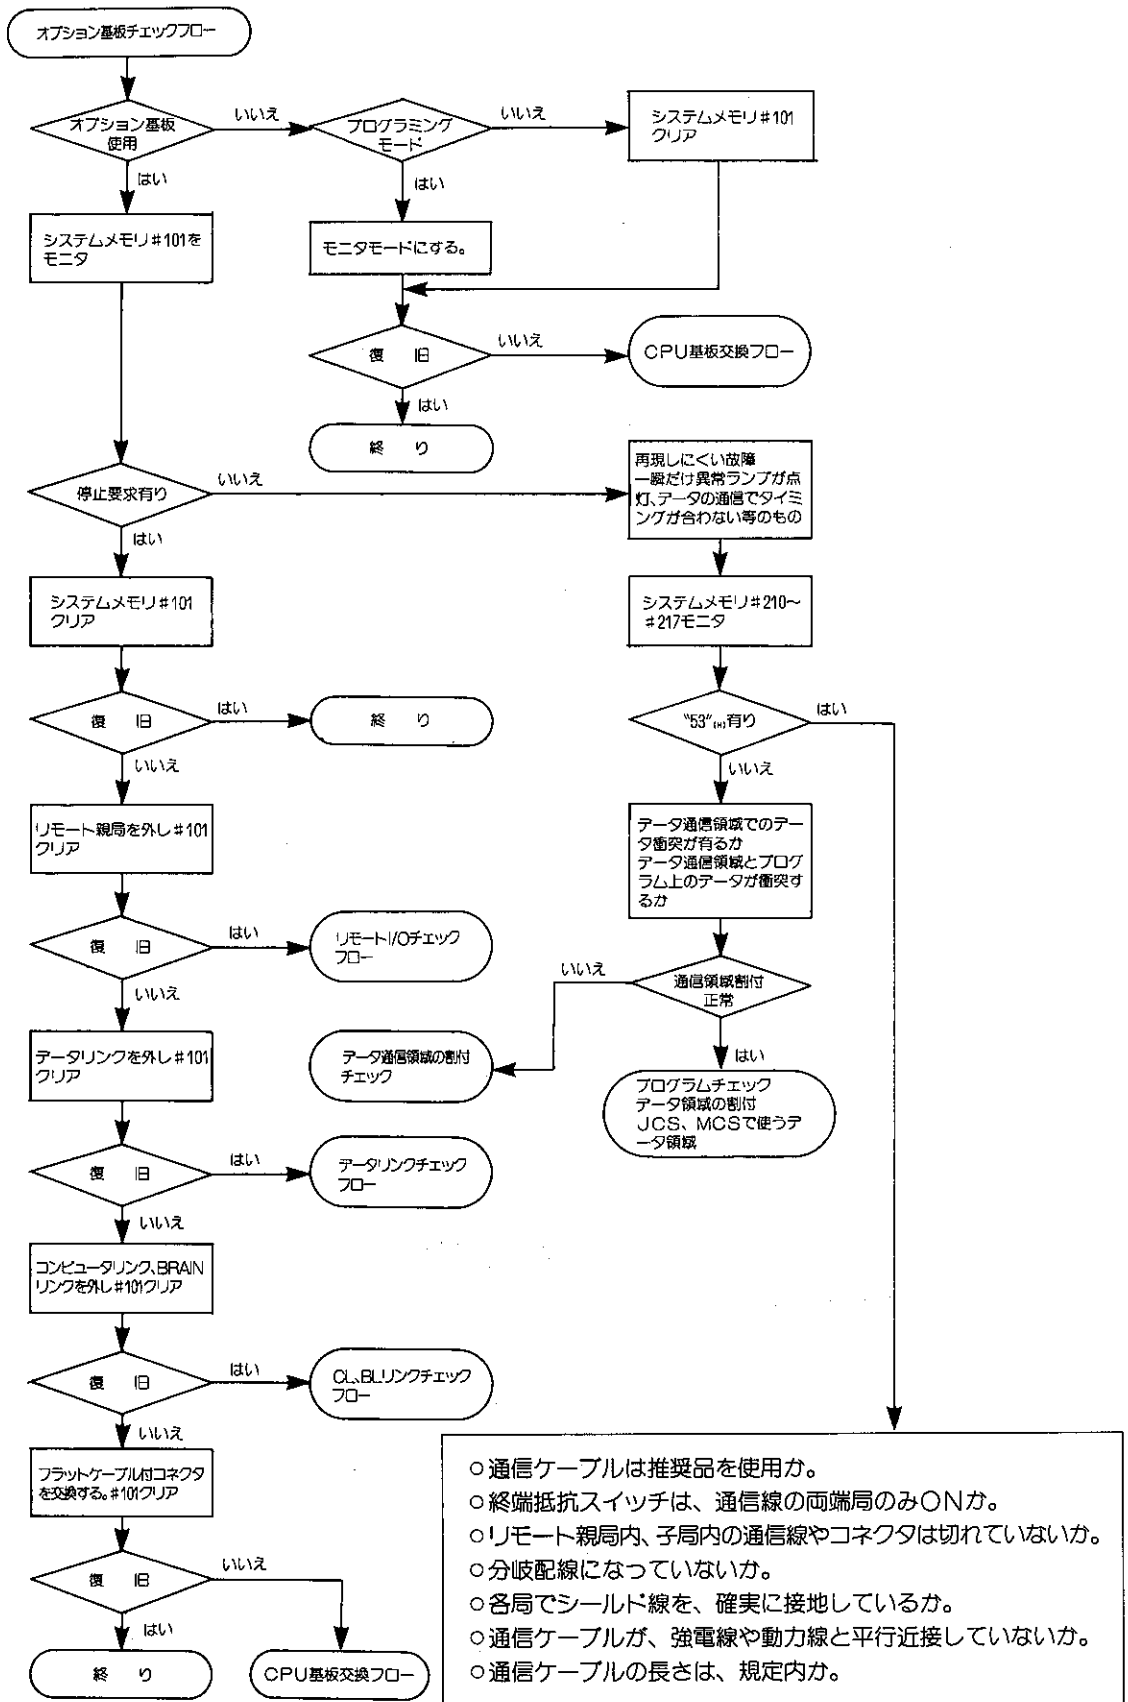 オプション基板チェックフロー
オプション基板
使用
いいえ
プログラミング
モード
いいえ
システムメモリ#101
クリア
はい
はい
システムメモリ#101を
モニタ
モニタモードにする。
復 旧
いいえ
CPU基板交換フロー
はい
終 り
停止要求有り
いいえ
再現しにくい故障
一瞬だけ異常ランプが点
灯、データの通信でタイミ
ングが合わない等のもの
はい
システムメモリ#101
クリア
システムメモリ#210~
#217モニタ
復 旧
はい
終 り
"53"(H)有り
はい
いいえ
いいえ
リモート親局を外し#101
クリア
データ通信領域でのデー
タ衝突が有るか
データ通信領域とプログ
ラム上のデータが衝突す
るか
復 旧
はい
リモートI/Oチェック
フロー
いいえ
いいえ
通信領域割付
正常
データリンクを外し#101
クリア
データ通信領域の割付
チェック
はい
プログラムチェック
データ領域の割付
JCS、MCSで使うデ
ータ領域
復 旧
はい
データリンクチェック
フロー
いいえ
コンピュータリンク、BRAIN
リンクを外し#101クリア
復 旧
はい
CL、BLリンクチェック
フロー
いいえ
フラットケーブル付コネクタ
を交換する。#101クリア
復 旧
いいえ
はい
終 り
CPU基板交換フロー
○通信ケーブルは推奨品を使用か。
○終端抵抗スイッチは、通信線の両端局のみONか。
○リモート親局内、子局内の通信線やコネクタは切れていないか。
○分岐配線になっていないか。
○各局でシールド線を、確実に接地しているか。
○通信ケーブルが、強電線や動力線と平行近接していないか。
○通信ケーブルの長さは、規定内か。